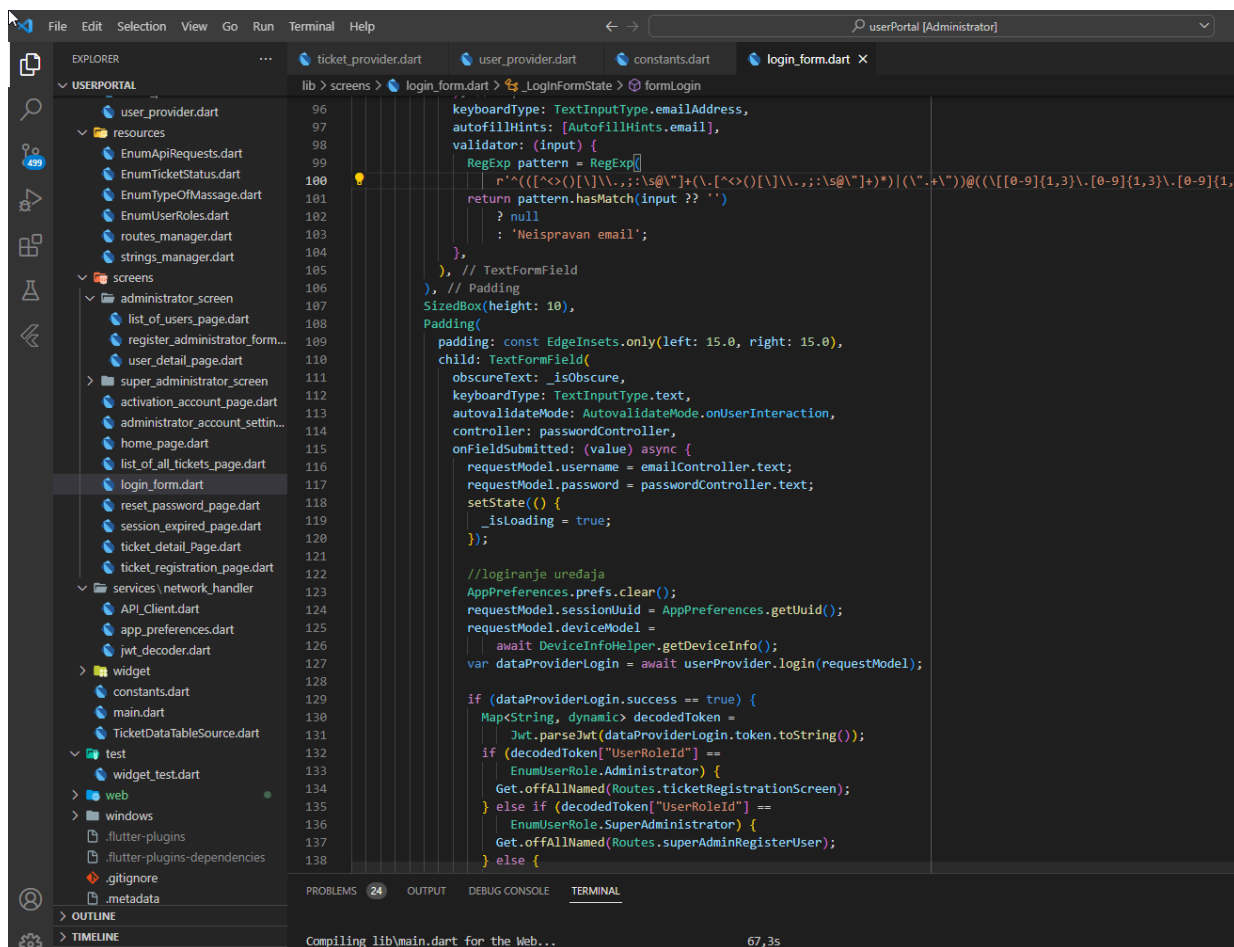 File Edit Selection View Go Run Terminal Help
userPortal [Administrator]
EXPLORER
ticket_provider.dart
user_provider.dart
constants.dart
login_form.dart
USERPORTAL
lib > screens > login_form.dart > _LogInFormState > formLogin
user_provider.dart
resources
EnumApiRequests.dart
EnumTicketStatus.dart
EnumTypeOfMassage.dart
EnumUserRoles.dart
routes_manager.dart
strings_manager.dart
screens
administrator_screen
list_of_users_page.dart
register_administrator_form...
user_detail_page.dart
super_administrator_screen
activation_account_page.dart
administrator_account_settin...
home_page.dart
list_of_all_tickets_page.dart
login_form.dart
reset_password_page.dart
session_expired_page.dart
ticket_detail_Page.dart
ticket_registration_page.dart
services\network_handler
API_Client.dart
app_preferences.dart
jwt_decoder.dart
widget
constants.dart
main.dart
TicketDataTableSource.dart
test
widget_test.dart
web
windows
.flutter-plugins
.flutter-plugins-dependencies
.gitignore
.metadata
OUTLINE
TIMELINE
499
96 keyboardType: TextInputType.emailAddress,
97 autofillHints: [AutofillHints.email],
98 validator: (input) {
99 RegExp pattern = RegExp(
100 r'^(([^<>()[\]\\.,;:\s@\"]+(\.[^<>()[\]\\.,;:\s@\"]+)*)|(\".+\"))@((\[[0-9]{1,3}\.[0-9]{1,3}\.[0-9]{1,
101 return pattern.hasMatch(input ?? '')
102 ? null
103 : 'Neispravan email';
104 },
105 ), // TextFormField
106 ), // Padding
107 SizedBox(height: 10),
108 Padding(
109 padding: const EdgeInsets.only(left: 15.0, right: 15.0),
110 child: TextFormField(
111 obscureText: _isObscure,
112 keyboardType: TextInputType.text,
113 autovalidateMode: AutovalidateMode.onUserInteraction,
114 controller: passwordController,
115 onFieldSubmitted: (value) async {
116 requestModel.username = emailController.text;
117 requestModel.password = passwordController.text;
118 setState(() {
119 _isLoading = true;
120 });
121
122 //logiranje uređaja
123 AppPreferences.prefs.clear();
124 requestModel.sessionUuid = AppPreferences.getUuid();
125 requestModel.deviceModel =
126 await DeviceInfoHelper.getDeviceInfo();
127 var dataProviderLogin = await userProvider.login(requestModel);
128
129 if (dataProviderLogin.success == true) {
130 Map<String, dynamic> decodedToken =
131 Jwt.parseJwt(dataProviderLogin.token.toString());
132 if (decodedToken["UserRoleId"] ==
133 EnumUserRole.Administrator) {
134 Get.offAllNamed(Routes.ticketRegistrationScreen);
135 } else if (decodedToken["UserRoleId"] ==
136 EnumUserRole.SuperAdministrator) {
137 Get.offAllNamed(Routes.superAdminRegisterUser);
138 } else {
PROBLEMS 24 OUTPUT DEBUG CONSOLE TERMINAL
Compiling lib\main.dart for the Web... 67,3s